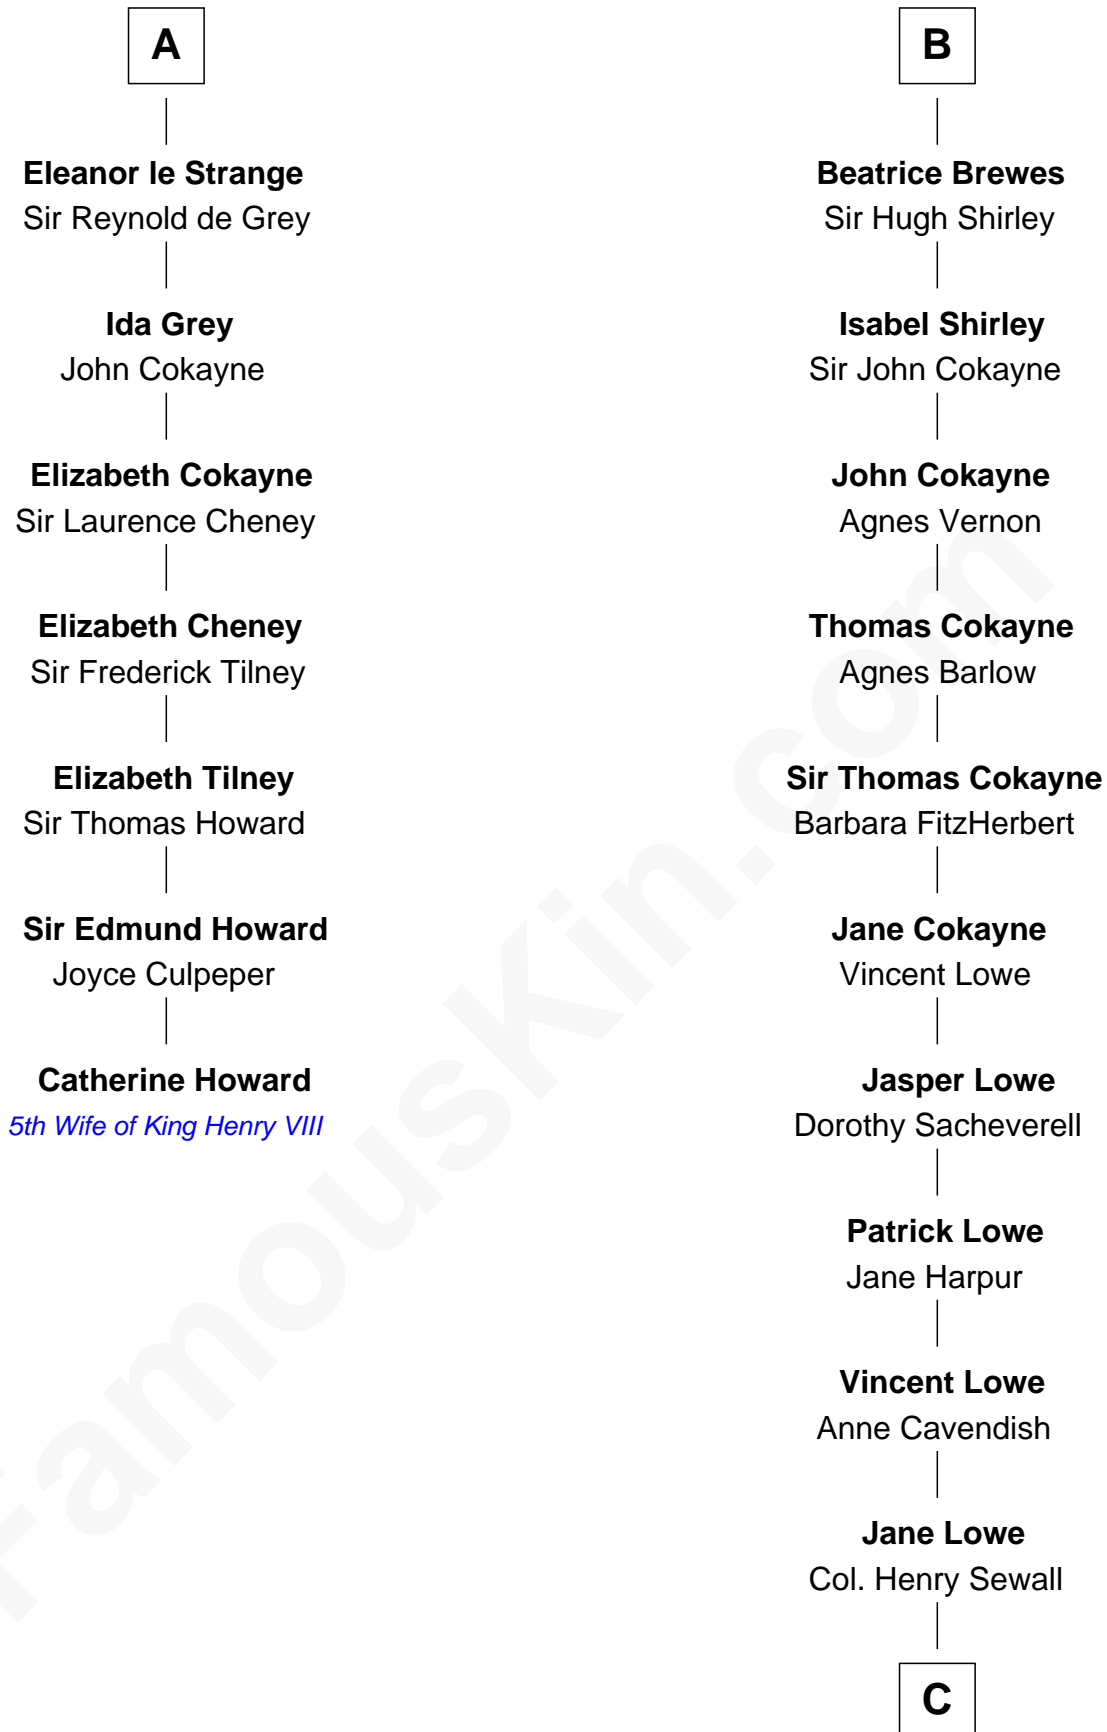 A
Eleanor le Strange
Sir Reynold de Grey
Ida Grey
John Cokayne
Elizabeth Cokayne
Sir Laurence Cheney
Elizabeth Cheney
Sir Frederick Tilney
Elizabeth Tilney
Sir Thomas Howard
Sir Edmund Howard
Joyce Culpeper
Catherine Howard
5th Wife of King Henry VIII
B
Beatrice Brewes
Sir Hugh Shirley
Isabel Shirley
Sir John Cokayne
John Cokayne
Agnes Vernon
Thomas Cokayne
Agnes Barlow
Sir Thomas Cokayne
Barbara FitzHerbert
Jane Cokayne
Vincent Lowe
Jasper Lowe
Dorothy Sacheverell
Patrick Lowe
Jane Harpur
Vincent Lowe
Anne Cavendish
Jane Lowe
Col. Henry Sewall
C
FamousKin.com